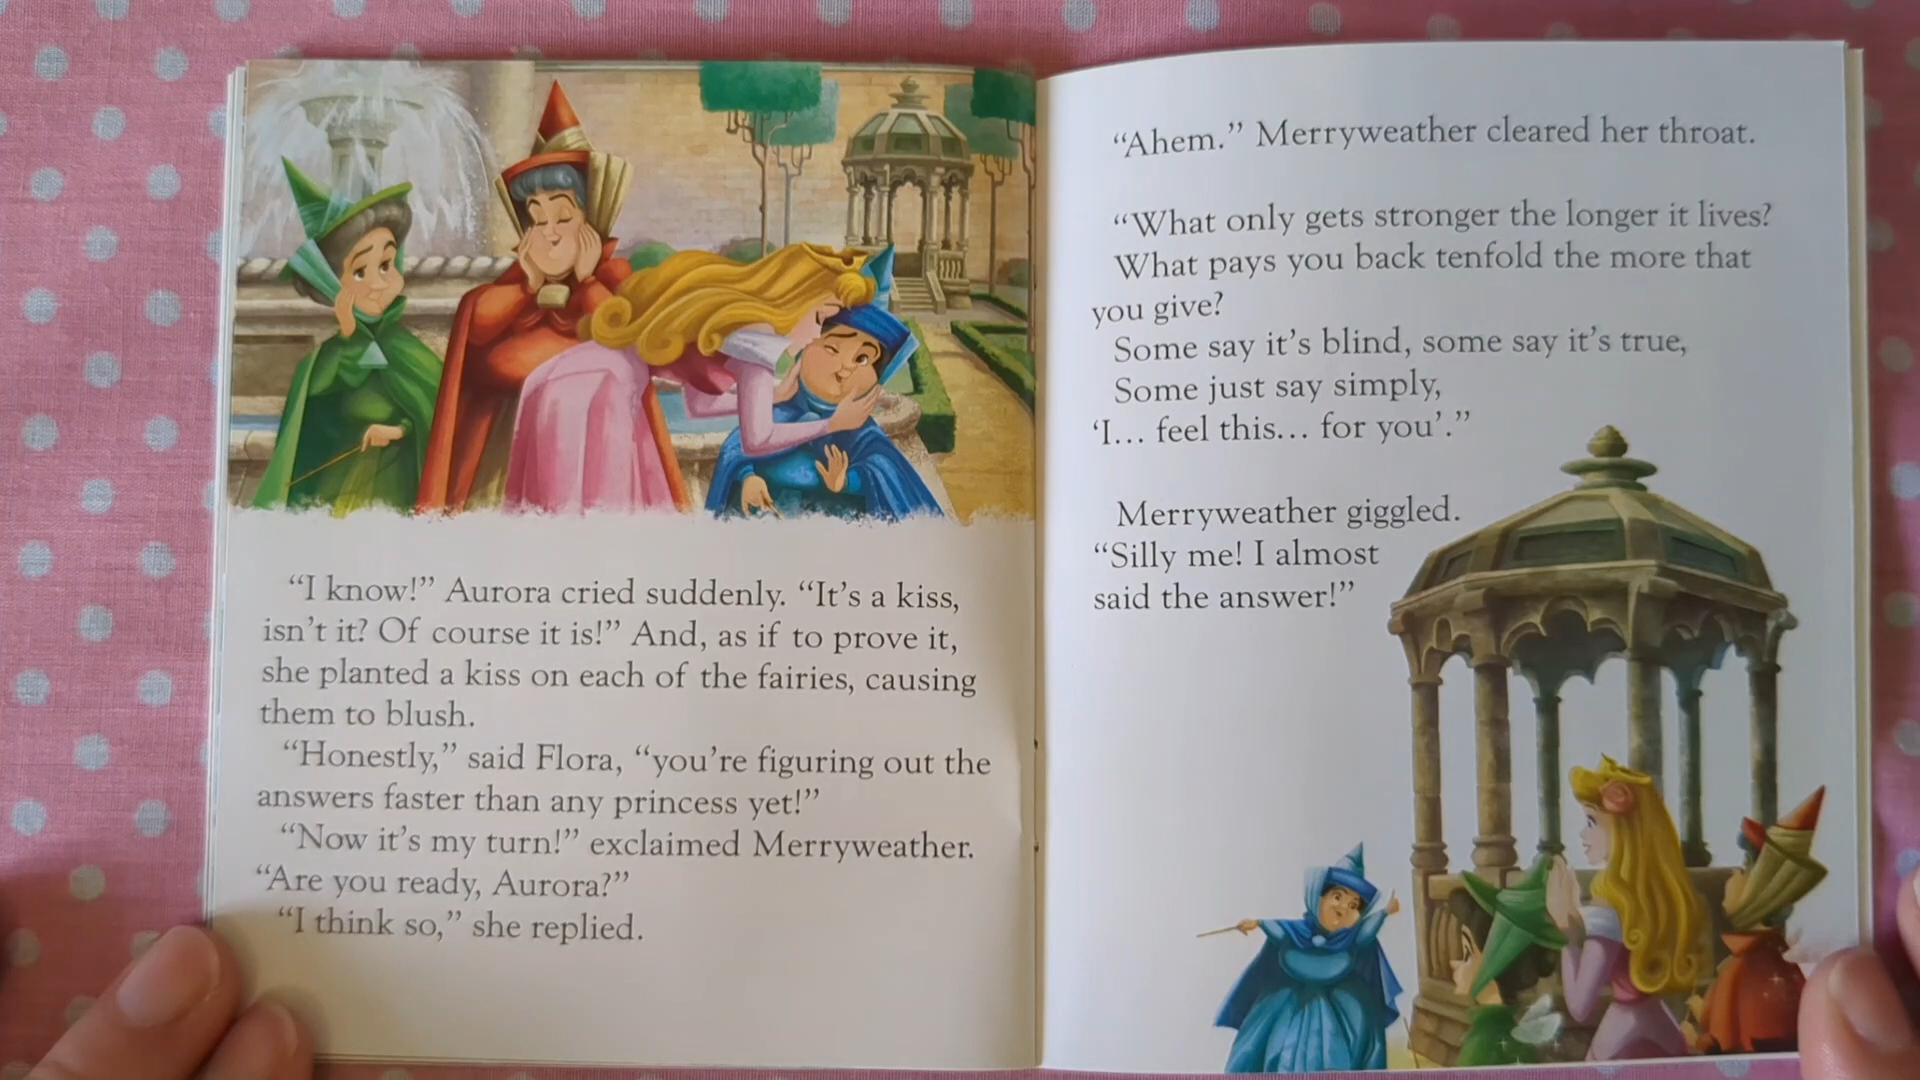 “I know!” Aurora cried suddenly. “It’s a kiss,
isn’t it? Of course it is!” And, as if to prove it,
she planted a kiss on each of the fairies, causing
them to blush.
“Honestly,” said Flora, “you’re figuring out the
answers faster than any princess yet!”
“Now it’s my turn!” exclaimed Merryweather.
“Are you ready, Aurora?”
“I think so,” she replied.
“Ahem.” Merryweather cleared her throat.
“What only gets stronger the longer it lives?
What pays you back tenfold the more that
you give?
Some say it’s blind, some say it’s true,
Some just say simply,
‘I... feel this... for you’.”
Merryweather giggled.
“Silly me! I almost
said the answer!”